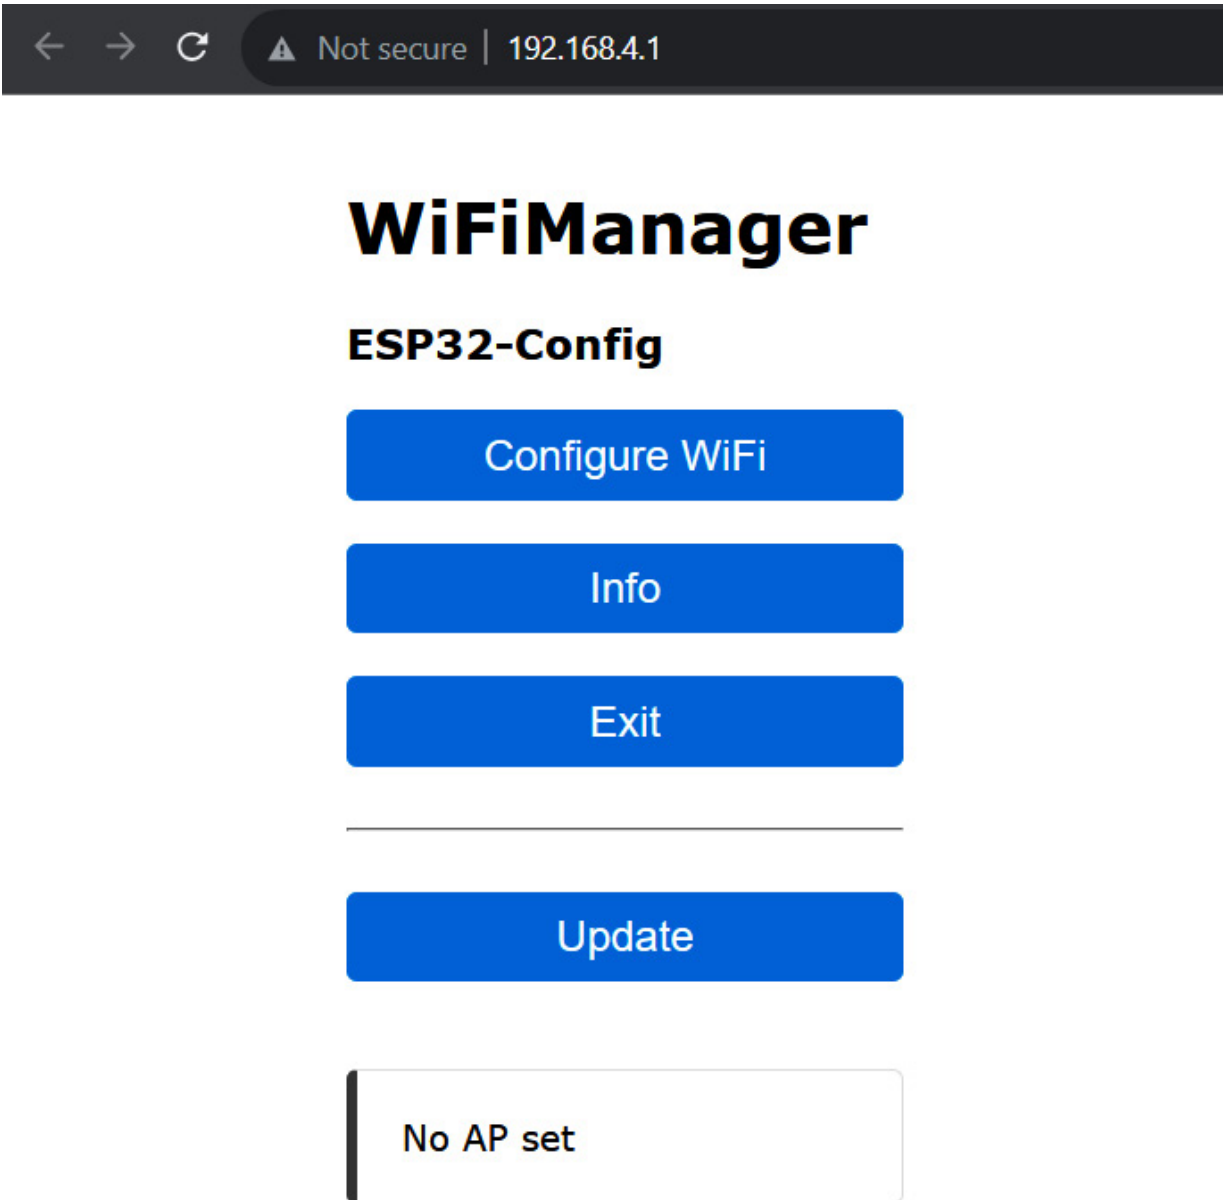 Not secure | 192.168.4.1
WiFiManager
ESP32-Config
Configure WiFi
Info
Exit
Update
No AP set